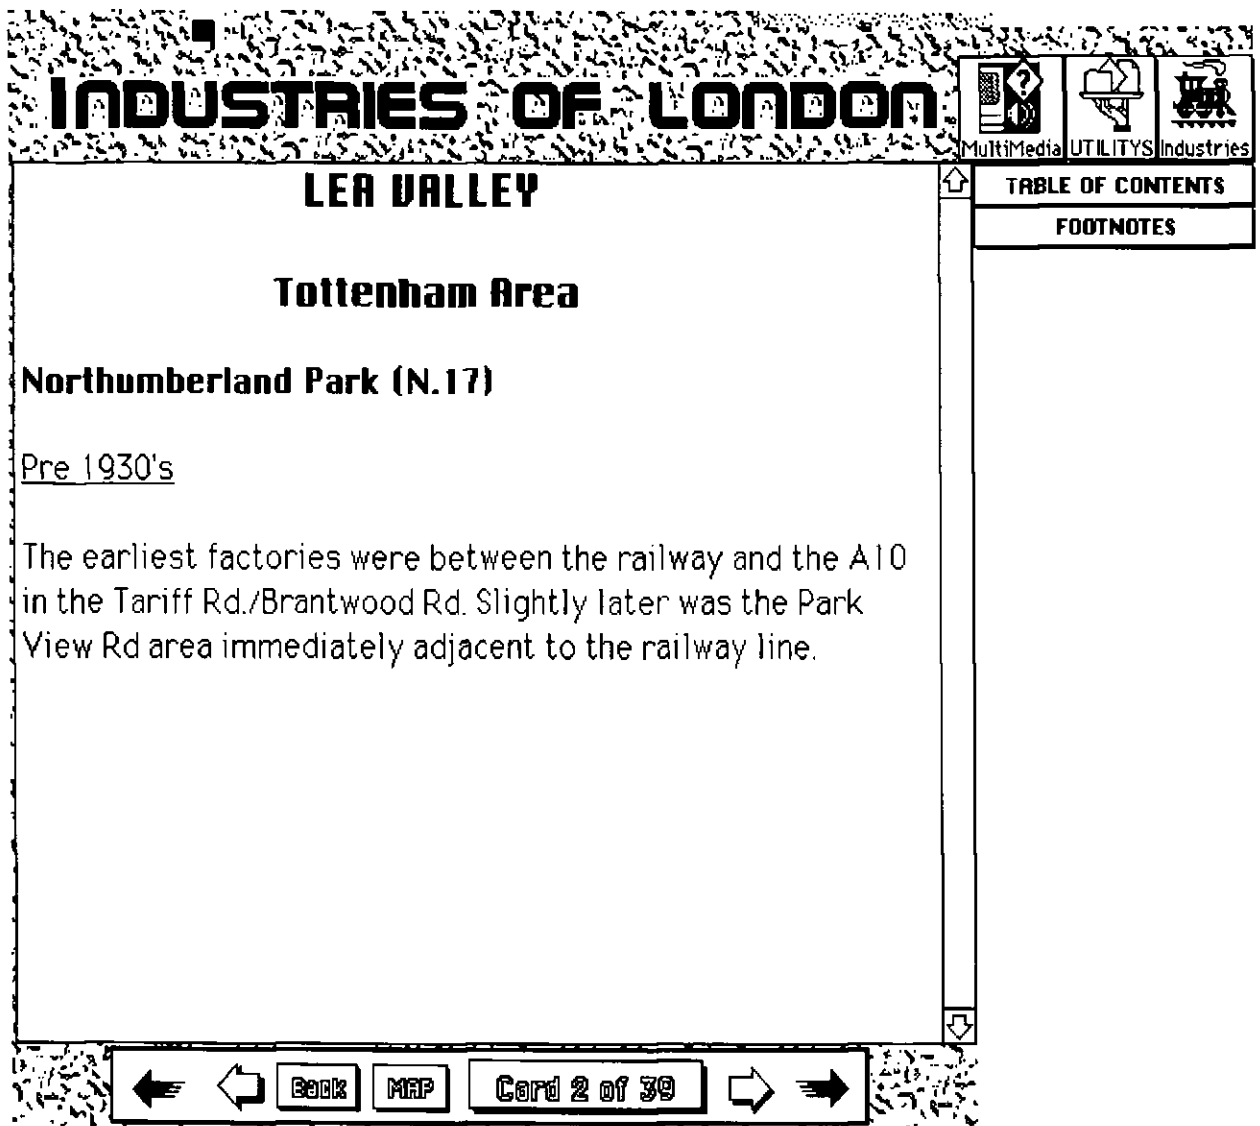 INDUSTRIES OF LONDON
MultiMedia UTILITYS Industries
LEA VALLEY
TABLE OF CONTENTS
FOOTNOTES
Tottenham Area
Northumberland Park (N.17)
Pre 1930's
The earliest factories were between the railway and the A10
in the Tariff Rd./Brantwood Rd. Slightly later was the Park
View Rd area immediately adjacent to the railway line.
Back MAP Card 2 of 39